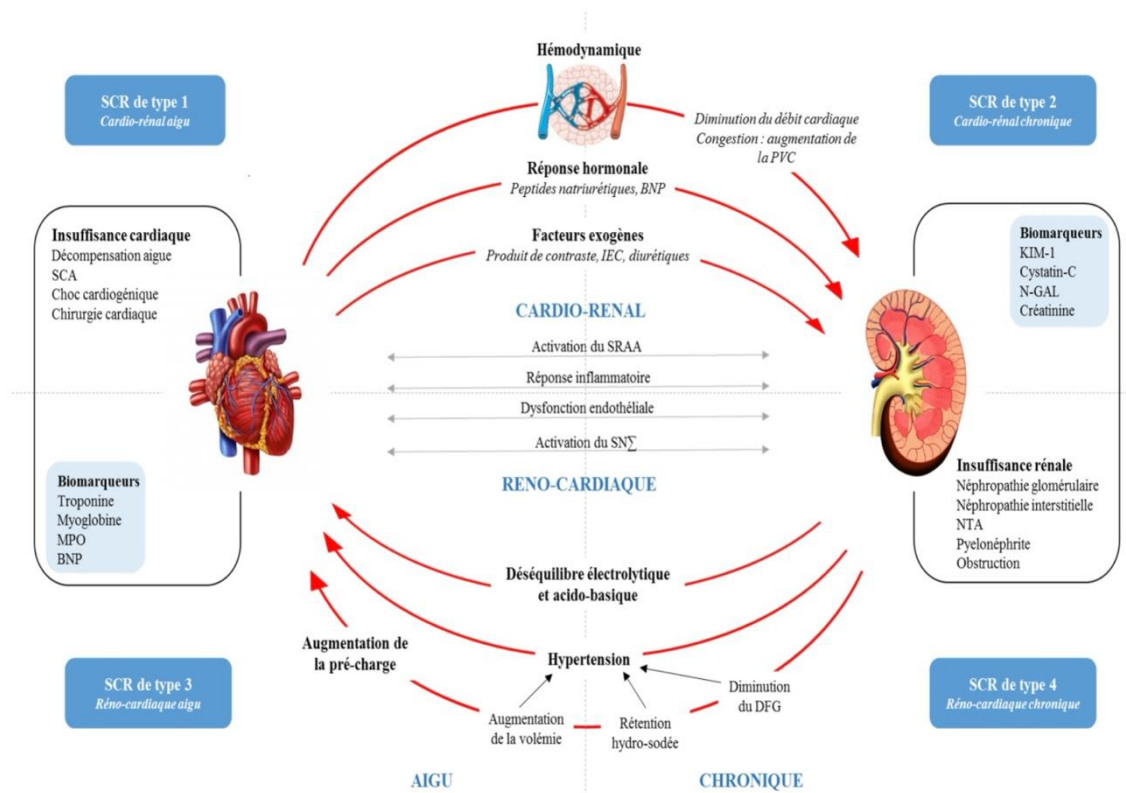 Hémodynamique
SCR de type 1
Cardio-rénal aigu
SCR de type 2
Cardio-rénal chronique
Diminution du débit cardiaque
Congestion : augmentation de
la PVC
Réponse hormonale
Peptides natriurétiques, BNP
Facteurs exogènes
Produit de contraste, IEC, diurétiques
Insuffisance cardiaque
Décompensation aigue
SCA
Choc cardiogénique
Chirurgie cardiaque
Biomarqueurs
KIM-1
Cystatin-C
N-GAL
Créatinine
CARDIO-RENAL
Activation du SRAA
Réponse inflammatoire
Dysfonction endothéliale
Activation du SN∑
RENO-CARDIAQUE
Biomarqueurs
Troponine
Myoglobine
MPO
BNP
Insuffisance rénale
Néphropathie glomérulaire
Néphropathie interstitielle
NTA
Pyelonéphrite
Obstruction
Déséquilibre électrolytique
et acido-basique
Augmentation de
la pré-charge
Hypertension
Diminution
du DFG
Augmentation
de la volémie
Rétention
hydro-sodée
SCR de type 3
Réno-cardiaque aigu
SCR de type 4
Réno-cardiaque chronique
AIGU
CHRONIQUE